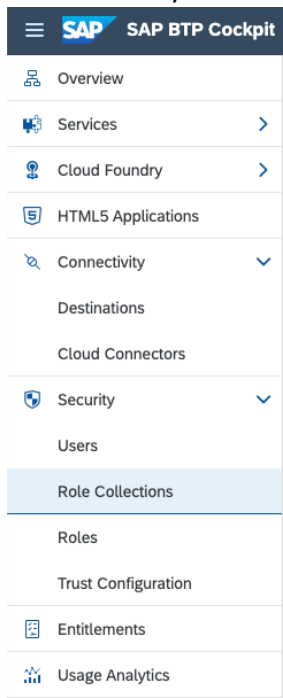 SAP SAP BTP Cockpit
Overview
Services
Cloud Foundry
5 HTML5 Applications
Connectivity
Destinations
Cloud Connectors
Security
Users
Role Collections
Roles
Trust Configuration
Entitlements
Usage Analytics